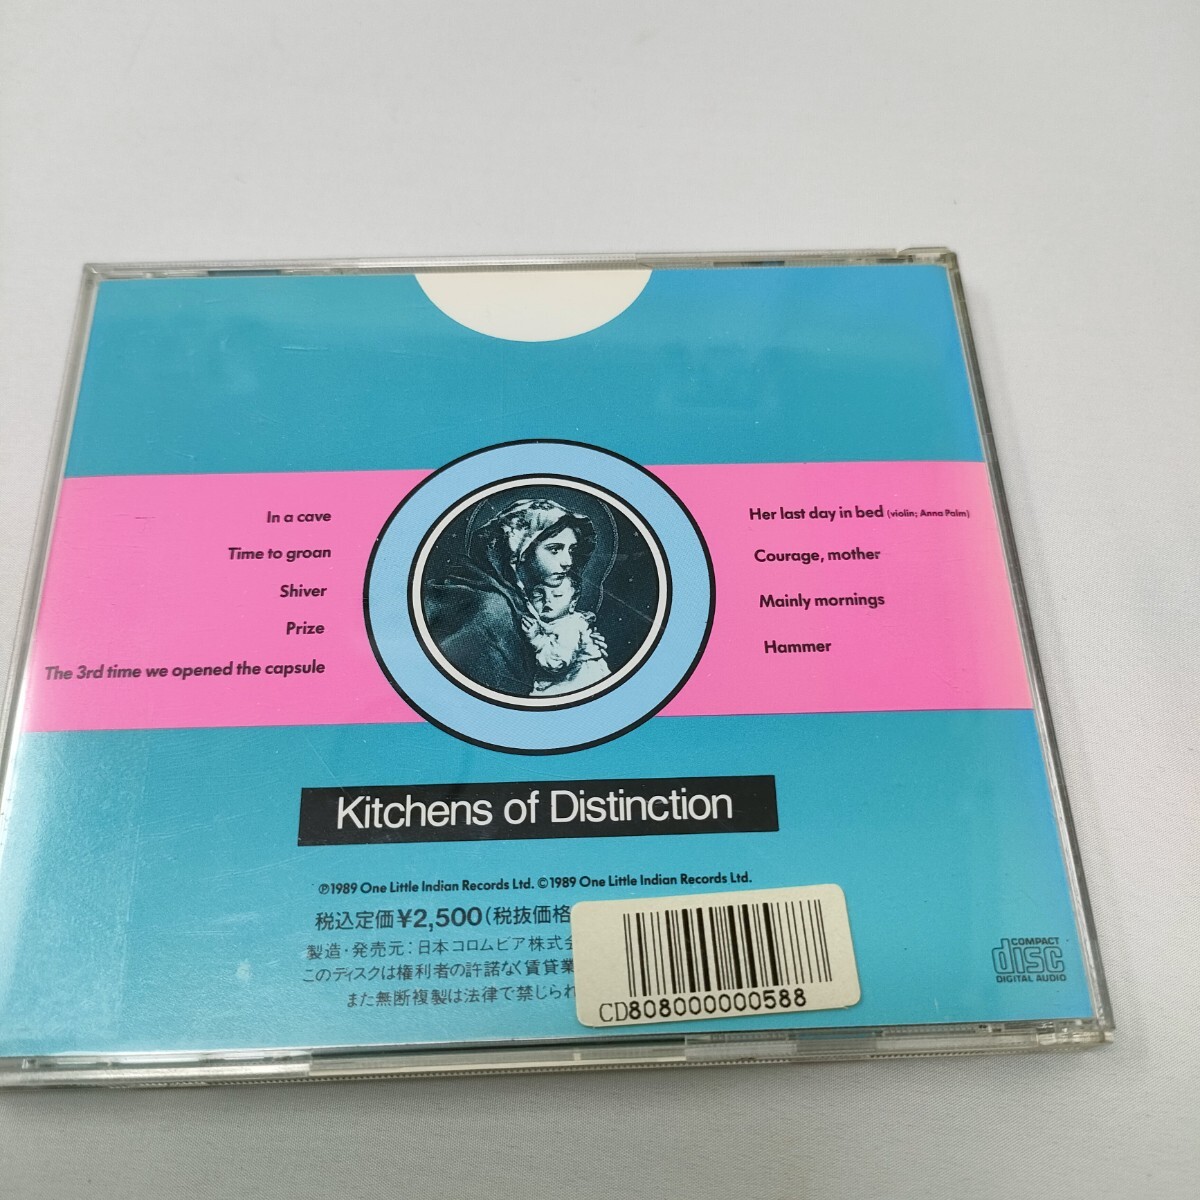 In a cave
Time to groan
Shiver
Prize
The 3rd time we opened the capsule
Her last day in bed (violin; Anna Palm)
Courage, mother
Mainly mornings
Hammer
Kitchens of Distinction
℗1989 One Little Indian Records Ltd. ©1989 One Little Indian Records Ltd.
税込定価¥2,500(税抜価格
製造・発売元:日本コロムビア株式会
このディスクは権利者の許諾なく賃貸業
また無断複製は法律で禁じられ
CD808000000588
COMPACT
disc
DIGITAL AUDIO